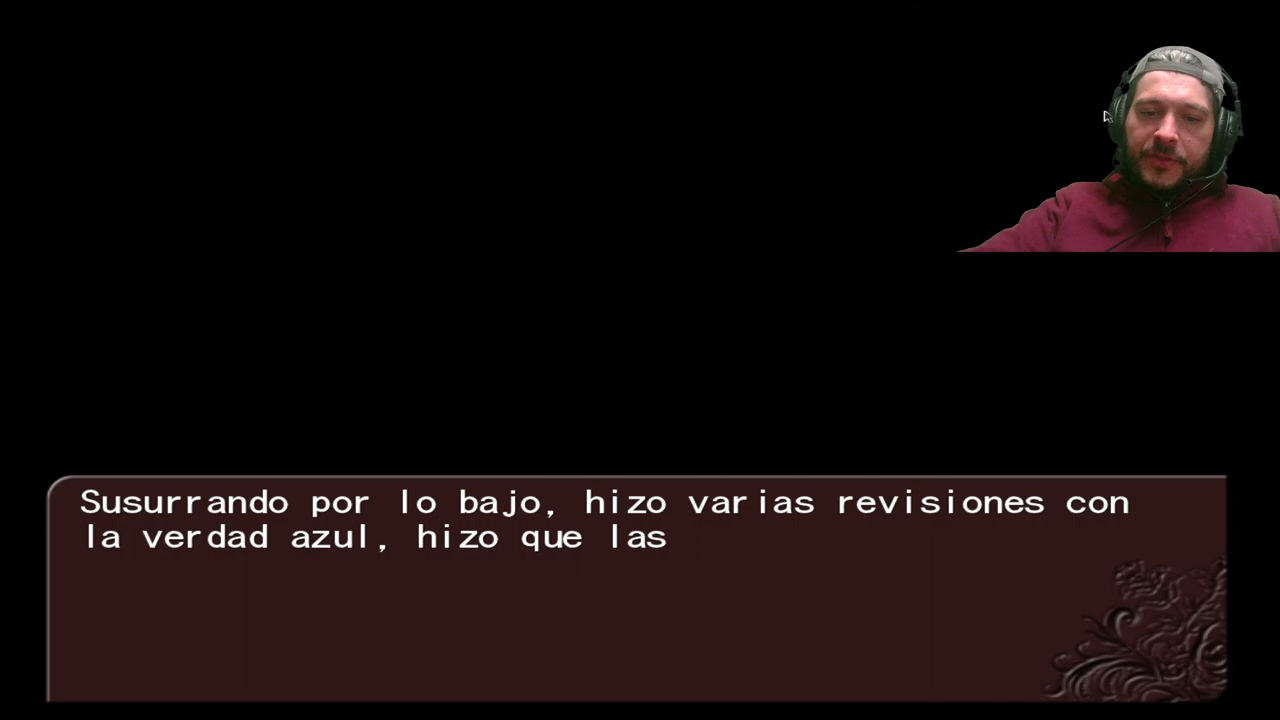 Susurrando por lo bajo, hizo varias revisiones con
la verdad azul, hizo que las